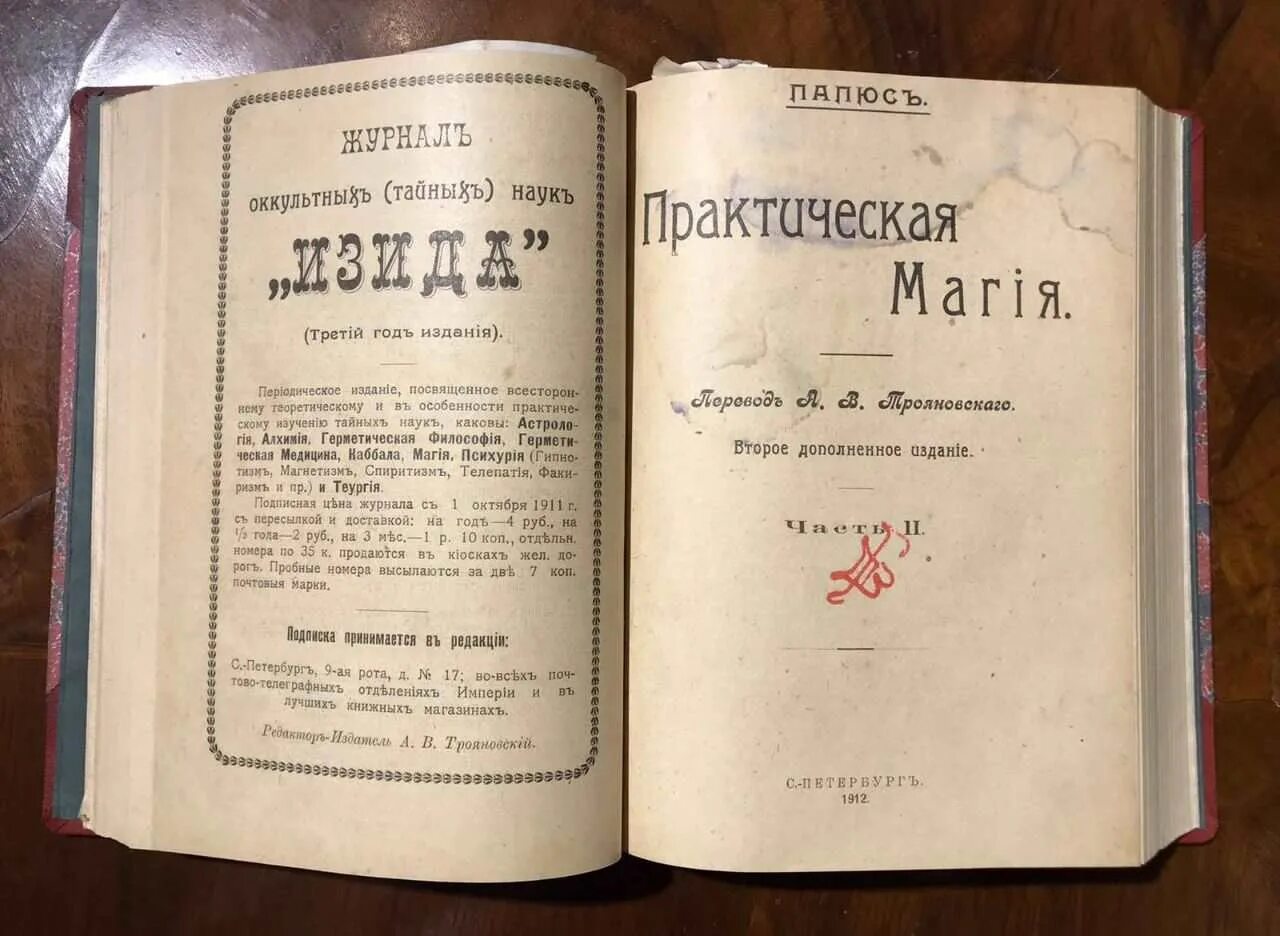 ЖУРНАЛЪ
оккультныхъ (тайныхъ) наукъ
„ИЗИДА”
(Третій годъ изданія).
Періодическое изданіе, посвященное всесторон-
нему теоретическому и въ особенности практиче-
скому изученію тайныхъ наукъ, каковы: Астроло-
гія, Алхимія, Герметическая Философія, Гермети-
ческая Медицина, Каббала, Магія, Психурія (Гипно-
тизмъ, Магнетизмъ, Спиритизмъ, Телепатія, Факи-
ризмъ и пр.) и Теургія.
Подписная цѣна журнала съ 1 октября 1911 г.
съ пересылкой и доставкой: на годъ—4 руб., на
½ года—2 руб., на 3 мѣс.—1 р. 10 коп., отдѣльн.
номера по 35 к. продаются въ кіоскахъ жел. до-
рогъ. Пробные номера высылаются за двѣ 7 коп.
почтовыя марки.
Подписка принимается въ редакціи:
С.-Петербургъ, 9-ая рота, д. № 17; во-всѣхъ поч-
тово-телеграфныхъ отдѣленіяхъ Имперіи и въ
лучшихъ книжныхъ магазинахъ.
Редакторъ-Издатель А. В. Трояновскій.
ПАПЮСЪ.
Практическая
Магія.
Переводъ А. В. Трояновскаго.
Второе дополненное изданіе.
Часть II.
С.-ПЕТЕРБУРГЪ.
1912.